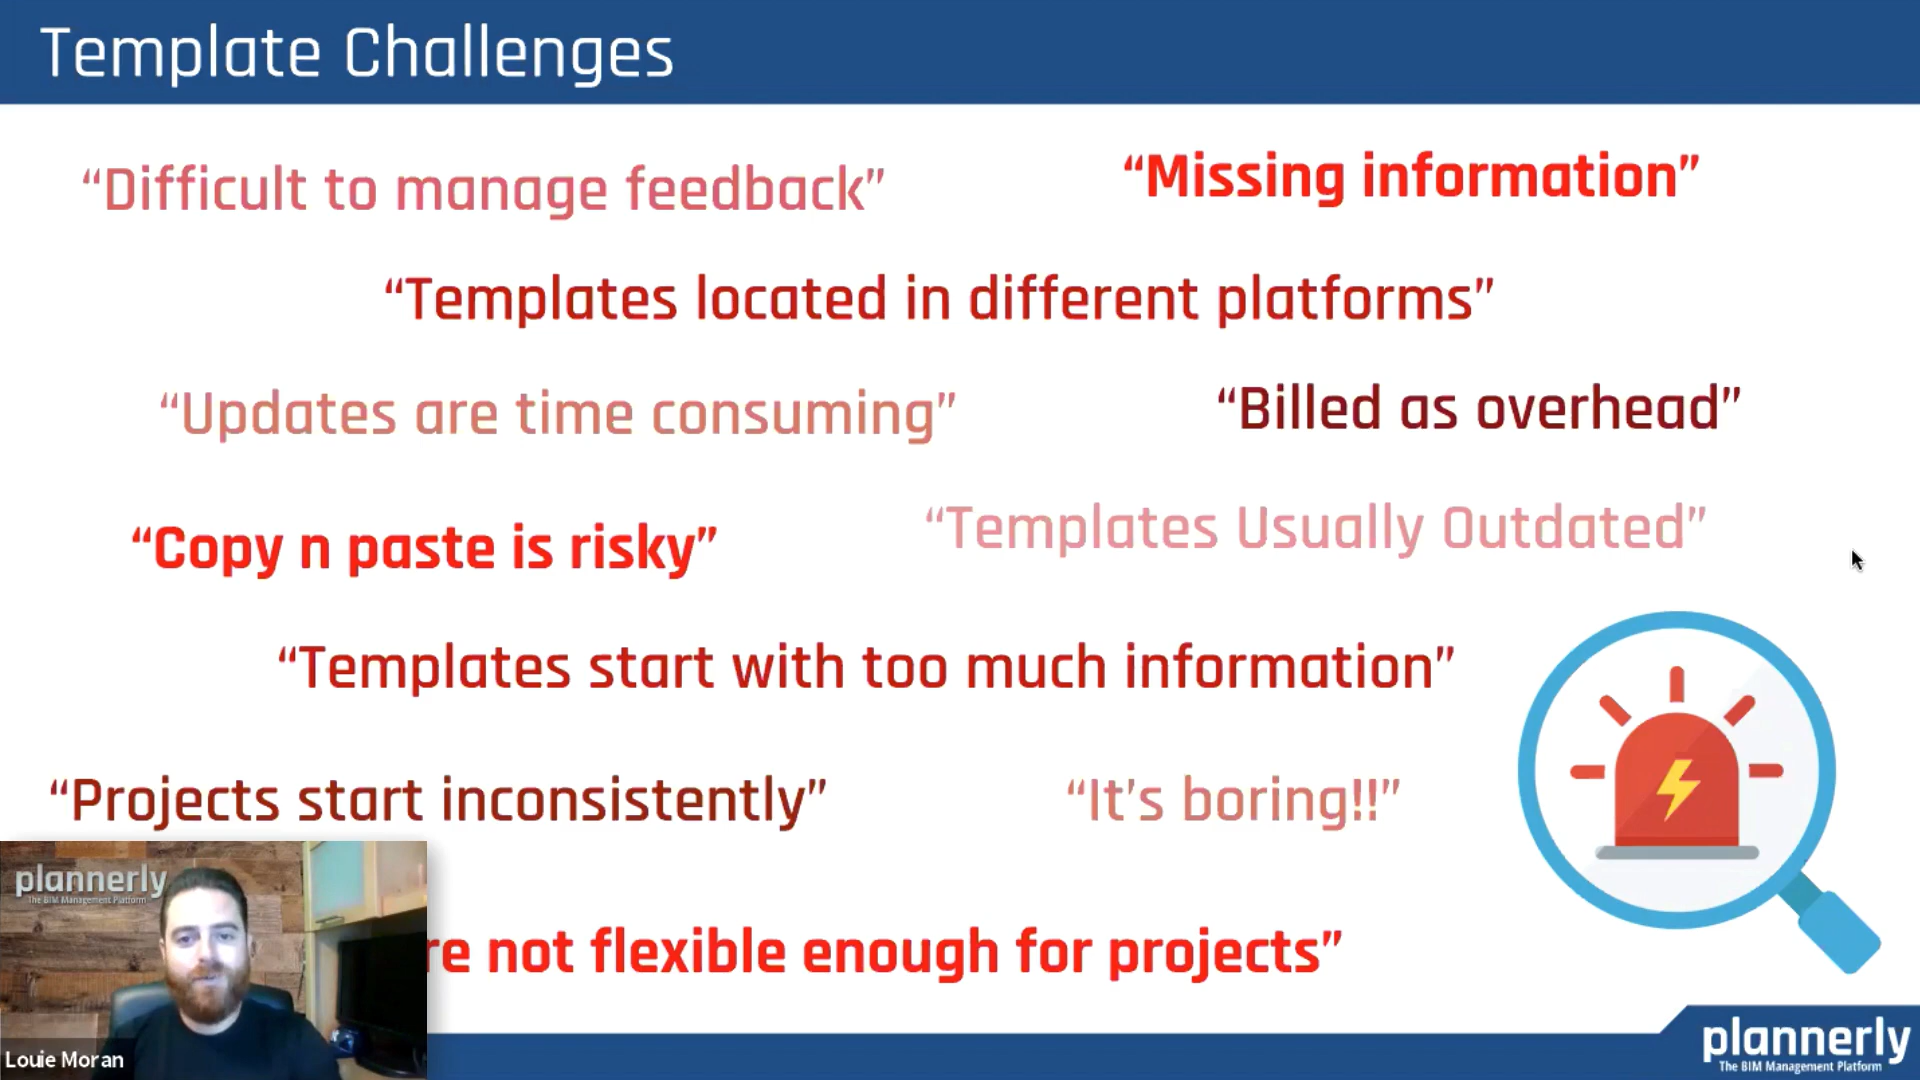 Template Challenges
“Difficult to manage feedback”
“Missing information”
“Templates located in different platforms”
“Updates are time consuming”
“Billed as overhead”
“Copy n paste is risky”
“Templates Usually Outdated”
“Templates start with too much information”
“Projects start inconsistently”
“It’s boring!!”
plannerly
The BIM Management Platform
re not flexible enough for projects”
Louie Moran
plannerly
The BIM Management Platform